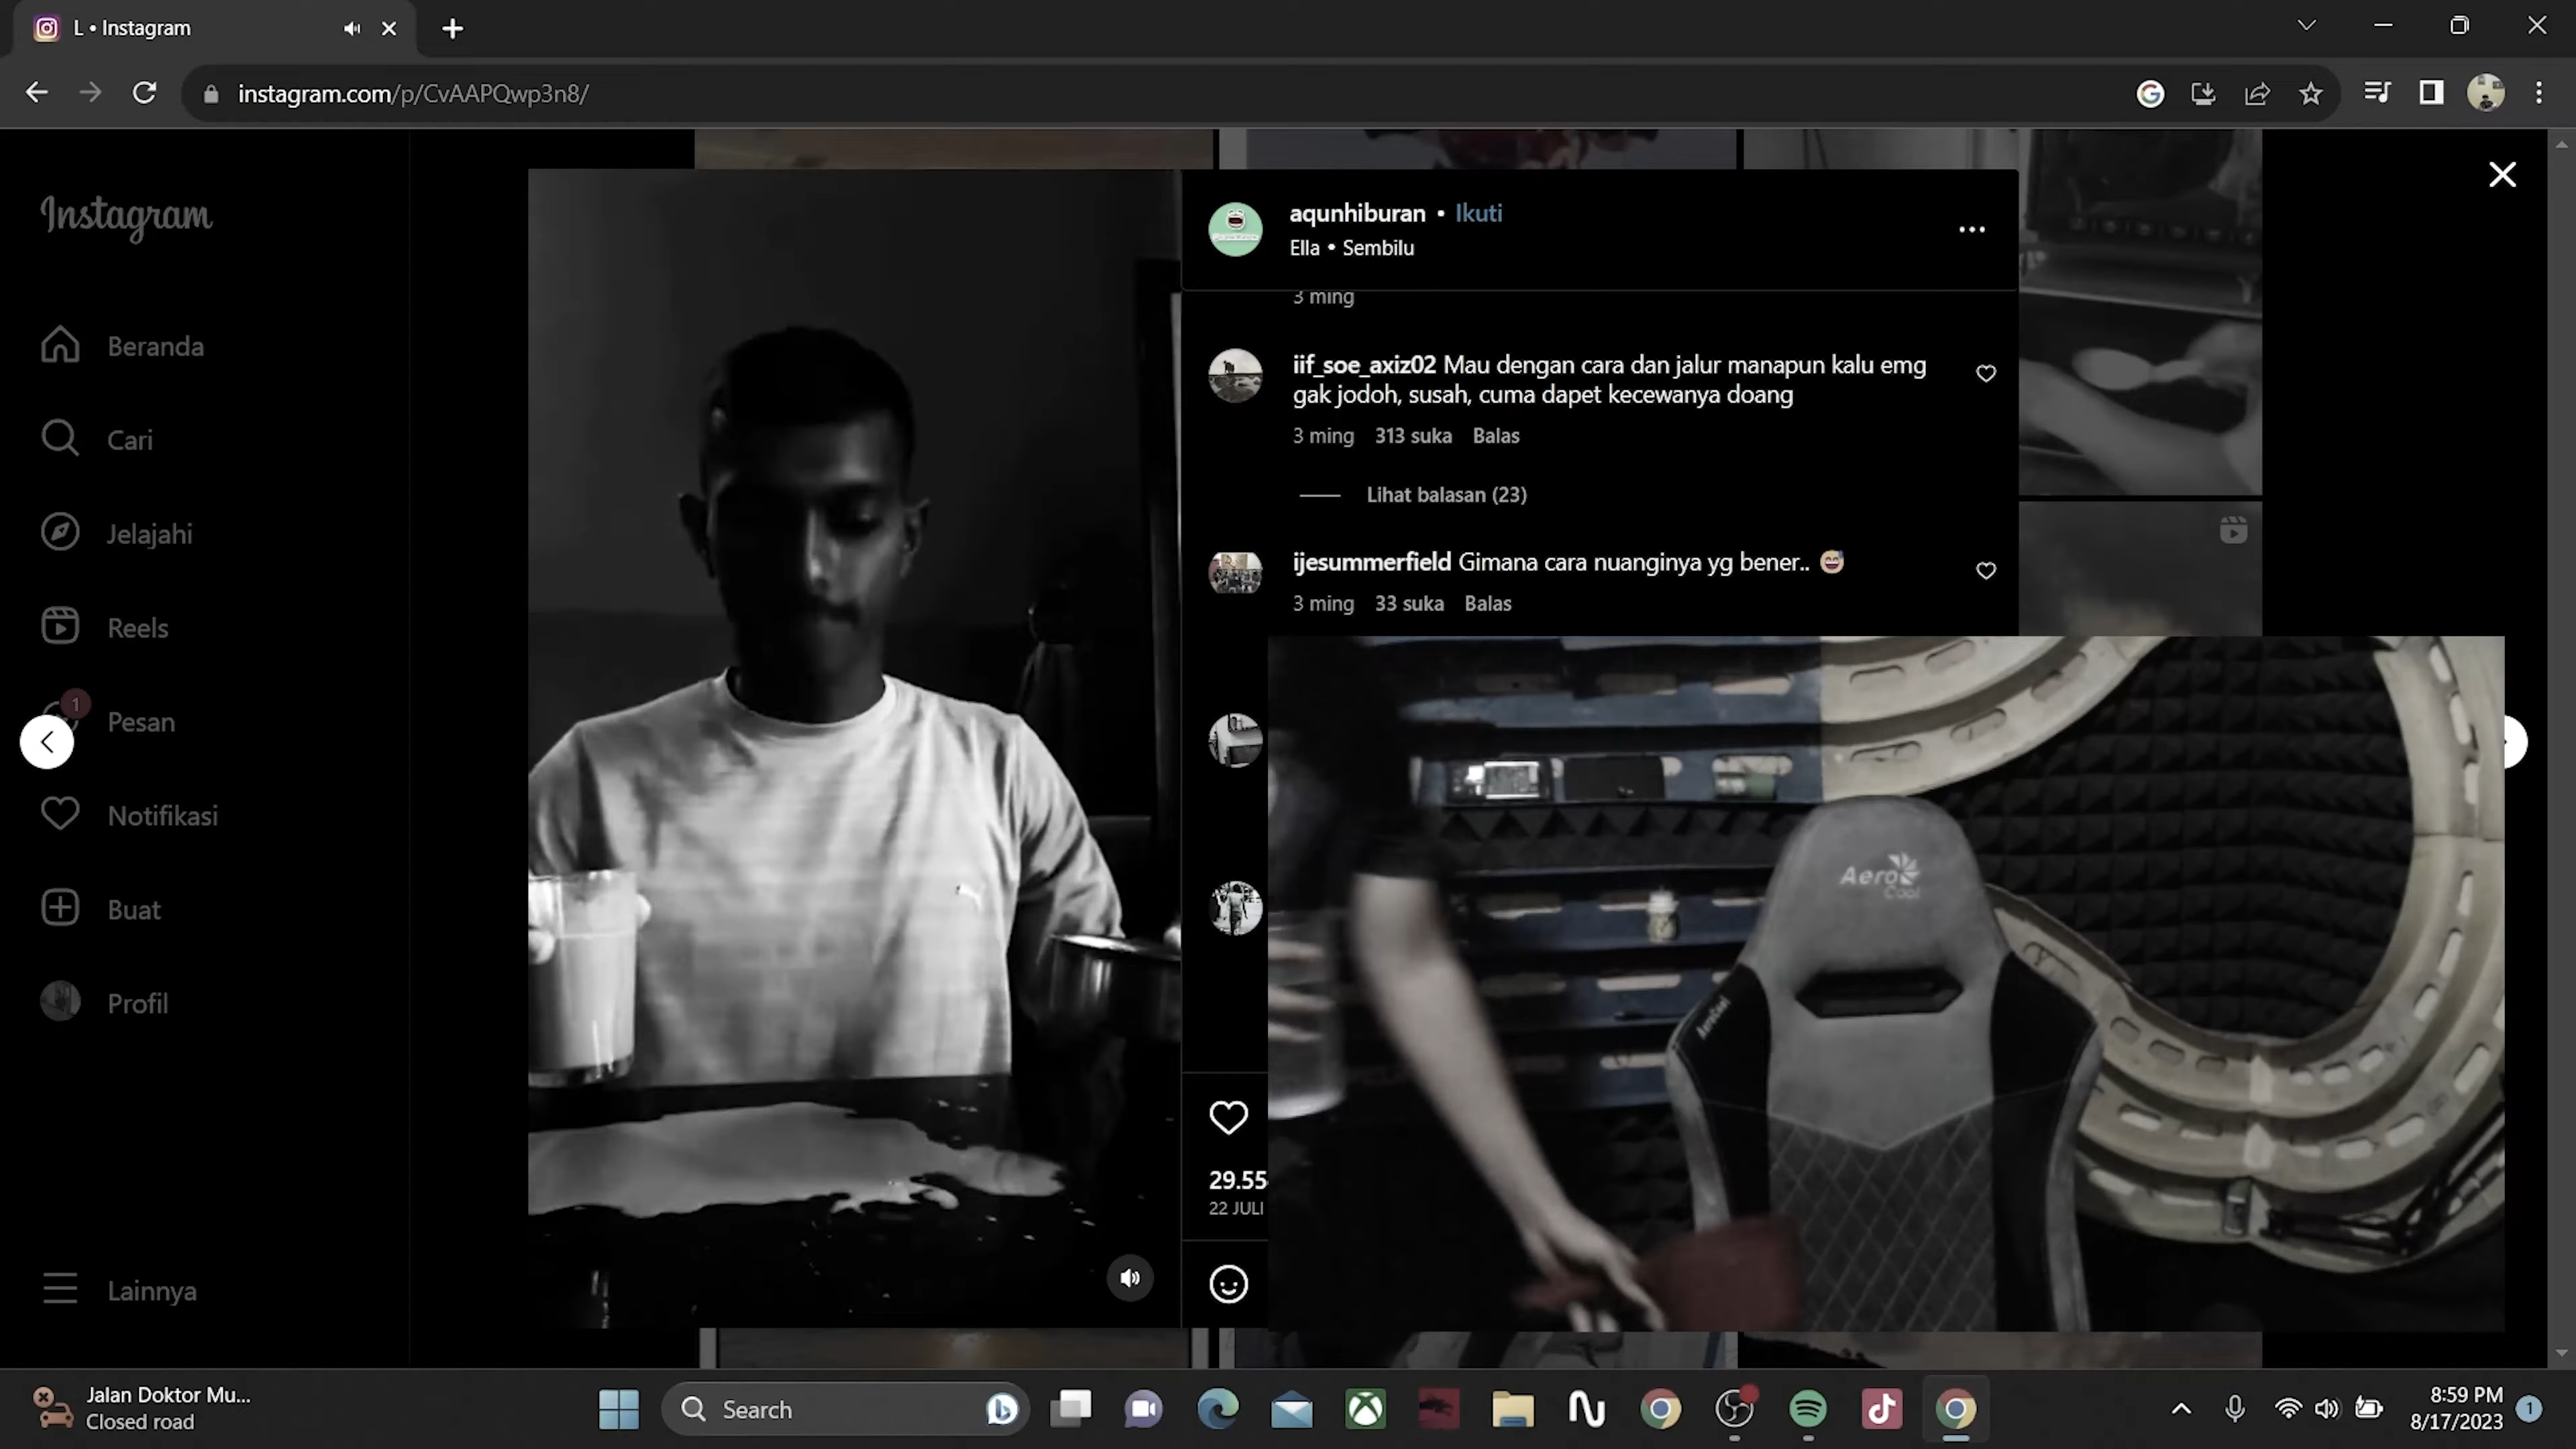 L • Instagram
instagram.com/p/CvAAPQwp3n8/
Instagram
Beranda
Cari
Jelajahi
Reels
1
Pesan
Notifikasi
Buat
Profil
Lainnya
aqunhiburan • Ikuti
Ella • Sembilu
3 ming
iif_soe_axiz02 Mau dengan cara dan jalur manapun kalu emg
gak jodoh, susah, cuma dapet kecewanya doang
3 ming 313 suka Balas
Lihat balasan (23)
ijesummerfield Gimana cara nuanginya yg bener.. 😅
3 ming 33 suka Balas
29.55
22 JULI
Aero
Cool
AeroCool
Jalan Doktor Mu...
Closed road
Search
8:59 PM
8/17/2023
1